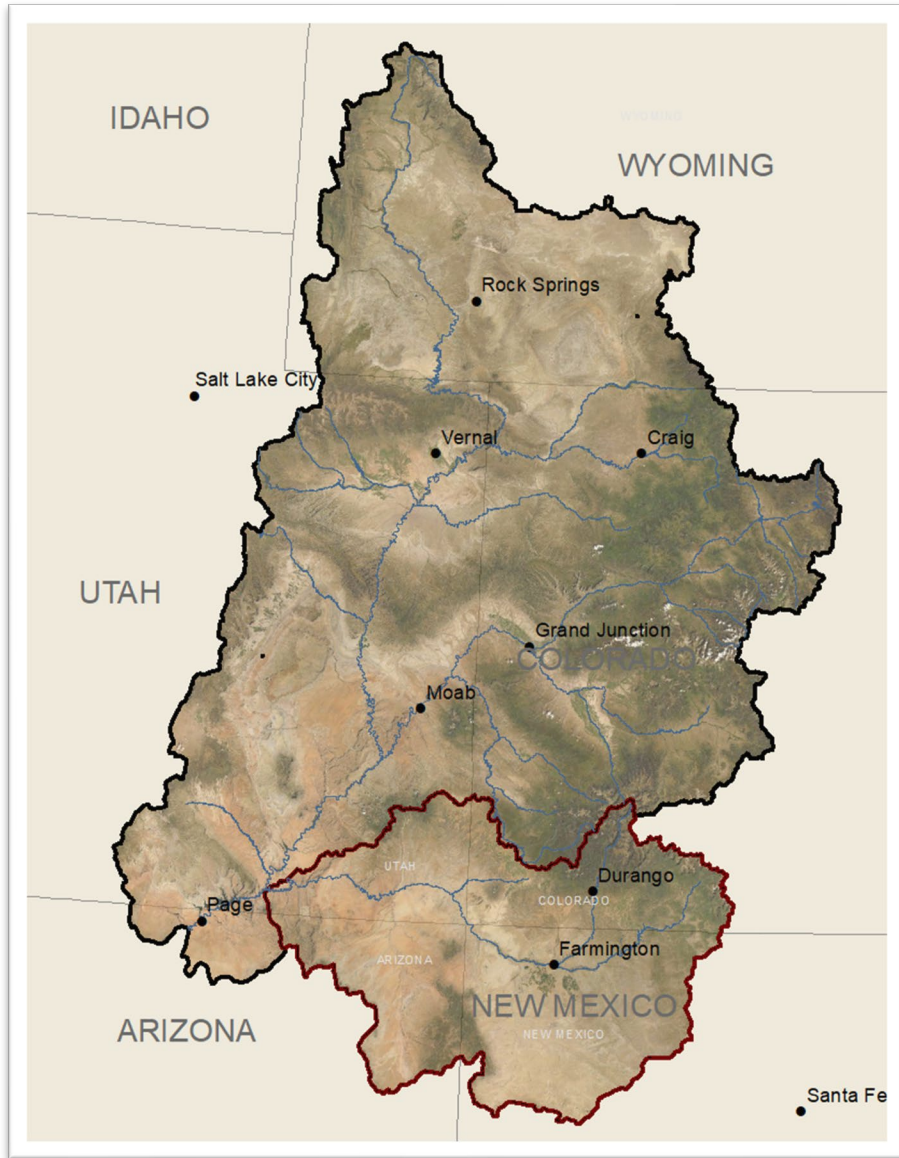 IDAHO
WYOMING
WYOMING
Rock Springs
Salt Lake City
Vernal
Craig
UTAH
Grand Junction
COLORADO
Moab
UTAH
Durango
COLORADO
Page
Farmington
ARIZONA
NEW MEXICO
ARIZONA
NEW MEXICO
Santa Fe